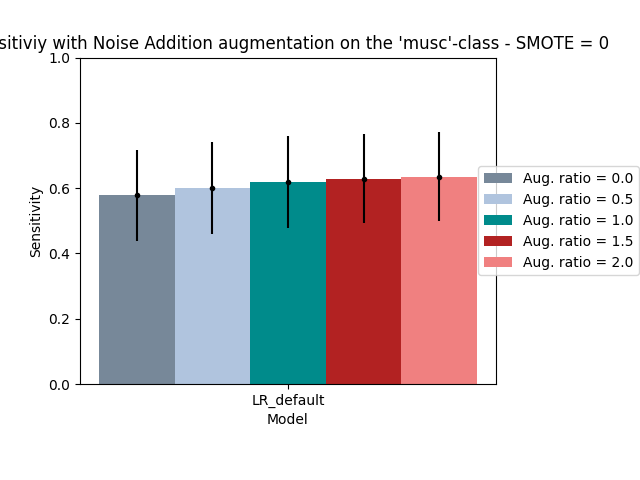 sitiviy with Noise Addition augmentation on the 'musc'-class - SMOTE = 0
1.0
0.8
0.6
0.4
0.2
0.0
Sensitivity
LR_default
Model
Aug. ratio = 0.0
Aug. ratio = 0.5
Aug. ratio = 1.0
Aug. ratio = 1.5
Aug. ratio = 2.0